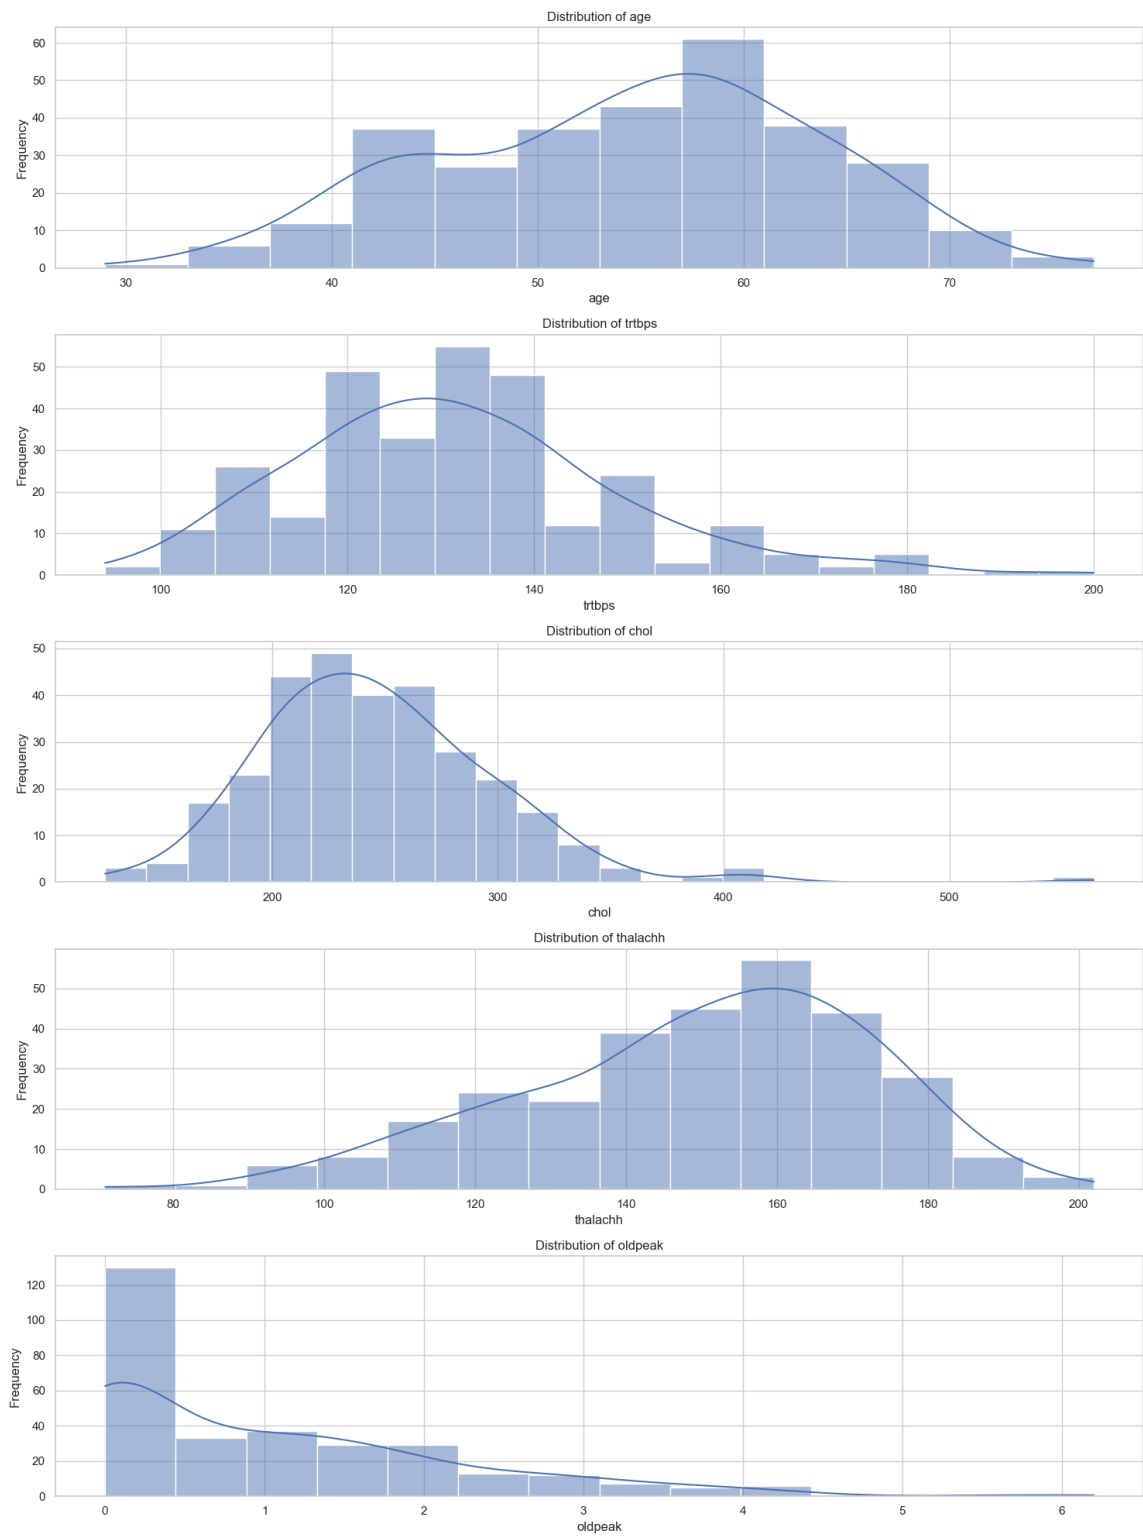 Distribution of age
60
50
40
30
20
10
0
Frequency
30 40 50 60 70
age
Distribution of trtbps
50
40
30
20
10
0
Frequency
100 120 140 160 180 200
trtbps
Distribution of chol
50
40
30
20
10
0
Frequency
200 300 400 500
chol
Distribution of thalachh
50
40
30
20
10
0
Frequency
80 100 120 140 160 180 200
thalachh
Distribution of oldpeak
120
100
80
60
40
20
0
Frequency
0 1 2 3 4 5 6
oldpeak